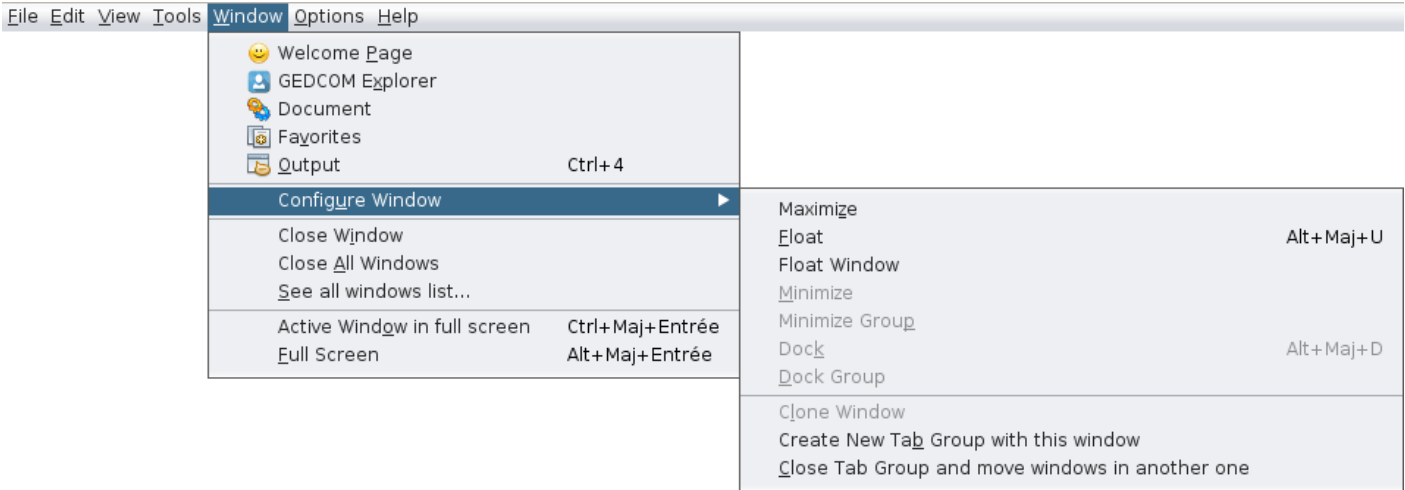 File Edit View Tools Window Options Help
Welcome Page
GEDCOM Explorer
Document
Favorites
Output Ctrl+4
Configure Window
Close Window
Close All Windows
See all windows list...
Active Window in full screen Ctrl+Maj+Entrée
Full Screen Alt+Maj+Entrée
Maximize
Float Alt+Maj+U
Float Window
Minimize
Minimize Group
Dock Alt+Maj+D
Dock Group
Clone Window
Create New Tab Group with this window
Close Tab Group and move windows in another one